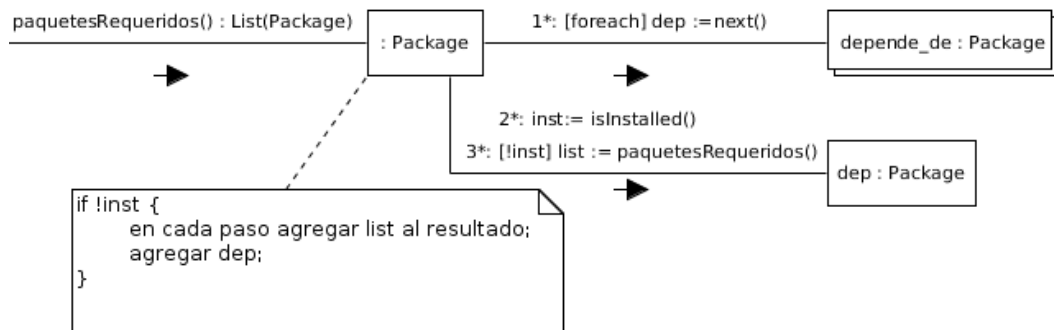 paquetesRequeridos() : List(Package)
: Package
1*: [foreach] dep :=next()
depende_de : Package
2*: inst:= isInstalled()
3*: [!inst] list := paquetesRequeridos()
dep : Package
if !inst {
en cada paso agregar list al resultado;
agregar dep;
}